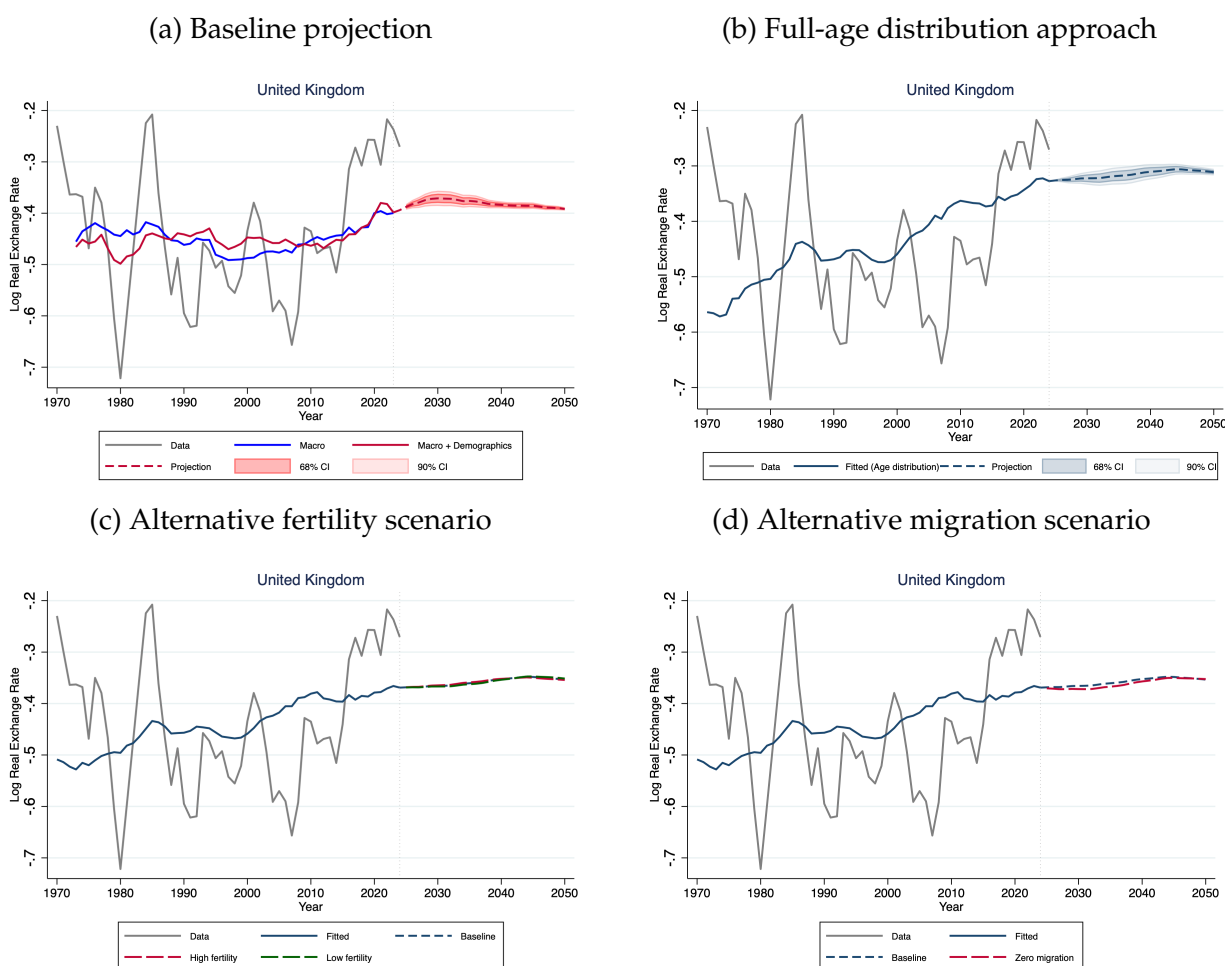 (a) Baseline projection
United Kingdom
Log Real Exchange Rate
-.2
-.3
-.4
-.5
-.6
-.7
1970 1980 1990 2000 2010 2020 2030 2040 2050
Year
Data Macro Macro + Demographics
Projection 68% CI 90% CI
(b) Full-age distribution approach
United Kingdom
Log Real Exchange Rate
-.2
-.3
-.4
-.5
-.6
-.7
1970 1980 1990 2000 2010 2020 2030 2040 2050
Year
Data Fitted (Age distribution) Projection 68% CI 90% CI
(c) Alternative fertility scenario
United Kingdom
Log Real Exchange Rate
-.2
-.3
-.4
-.5
-.6
-.7
1970 1980 1990 2000 2010 2020 2030 2040 2050
Year
Data Fitted Baseline
High fertility Low fertility
(d) Alternative migration scenario
United Kingdom
Log Real Exchange Rate
-.2
-.3
-.4
-.5
-.6
-.7
1970 1980 1990 2000 2010 2020 2030 2040 2050
Year
Data Fitted
Baseline Zero migration